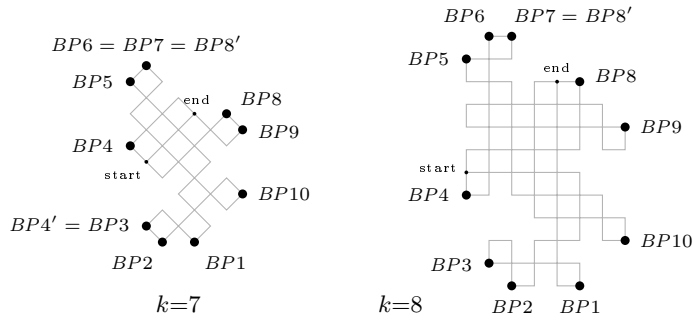 BP6 = BP7 = BP8′
BP5
end
BP8
BP9
BP4
start
BP10
BP4′ = BP3
BP2
BP1
k=7
BP6
BP7 = BP8′
BP5
end
BP8
BP9
start
BP4
BP10
BP3
BP2
BP1
k=8